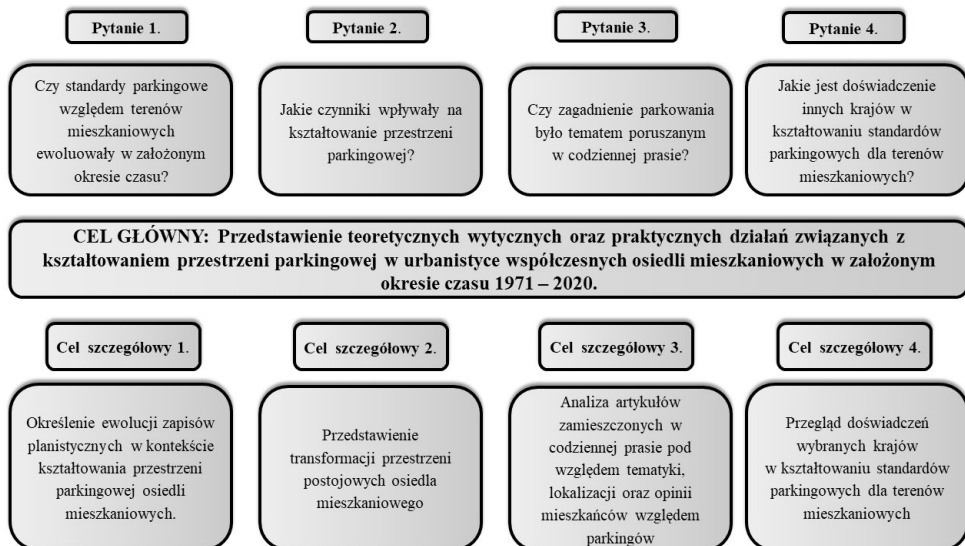 Pytanie 1.
Czy standardy parkingowe
względem terenów
mieszkaniowych
ewoluowały w założonym
okresie czasu?
Pytanie 2.
Jakie czynniki wpływały na
kształtowanie przestrzeni
parkingowej?
Pytanie 3.
Czy zagadnienie parkowania
było tematem poruszanym
w codziennej prasie?
Pytanie 4.
Jakie jest doświadczenie
innych krajów w
kształtowaniu standardów
parkingowych dla terenów
mieszkaniowych?
CEL GŁÓWNY: Przedstawienie teoretycznych wytycznych oraz praktycznych działań związanych z
kształtowaniem przestrzeni parkingowej w urbanistyce współczesnych osiedli mieszkaniowych w założonym
okresie czasu 1971 – 2020.
Cel szczegółowy 1.
Określenie ewolucji zapisów
planistycznych w kontekście
kształtowania przestrzeni
parkingowej osiedli
mieszkaniowych.
Cel szczegółowy 2.
Przedstawienie
transformacji przestrzeni
postojowych osiedla
mieszkaniowego
Cel szczegółowy 3.
Analiza artykułów
zamieszczonych w
codziennej prasie pod
względem tematyki,
lokalizacji oraz opinii
mieszkańców względem
parkingów
Cel szczegółowy 4.
Przegląd doświadczeń
wybranych krajów
w kształtowaniu standardów
parkingowych dla terenów
mieszkaniowych